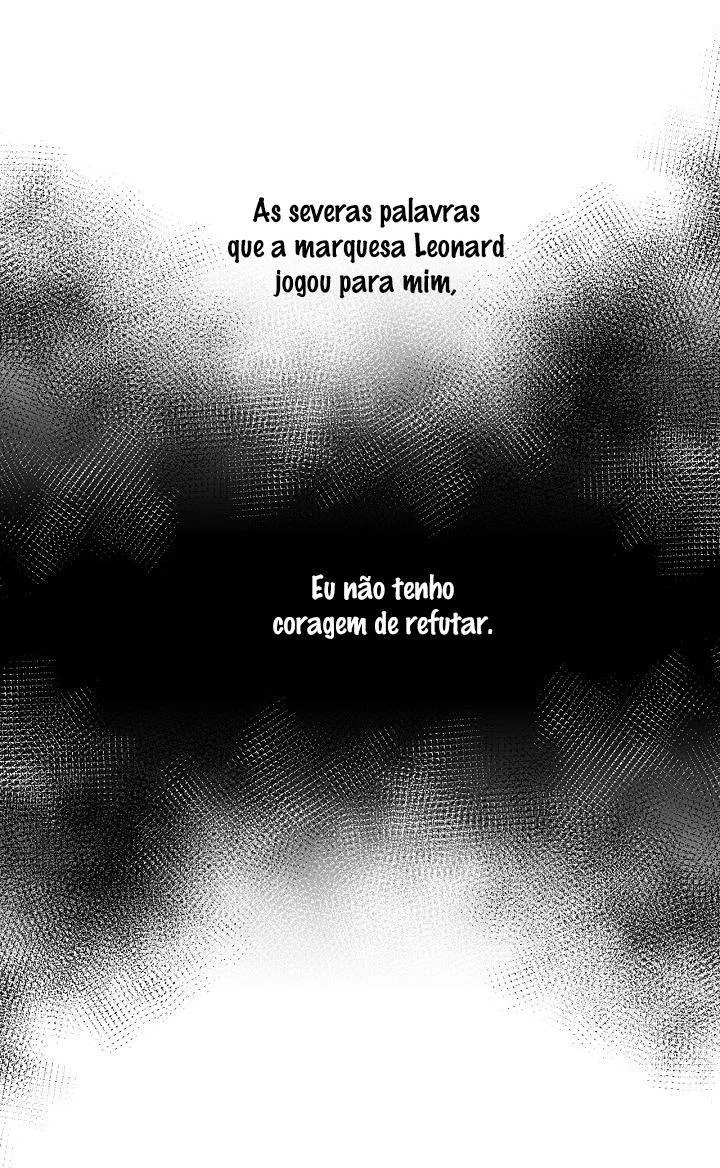 As severas palavras
que a marquesa Leonard
jogou para mim,
Eu não tenho
coragem de refutar.